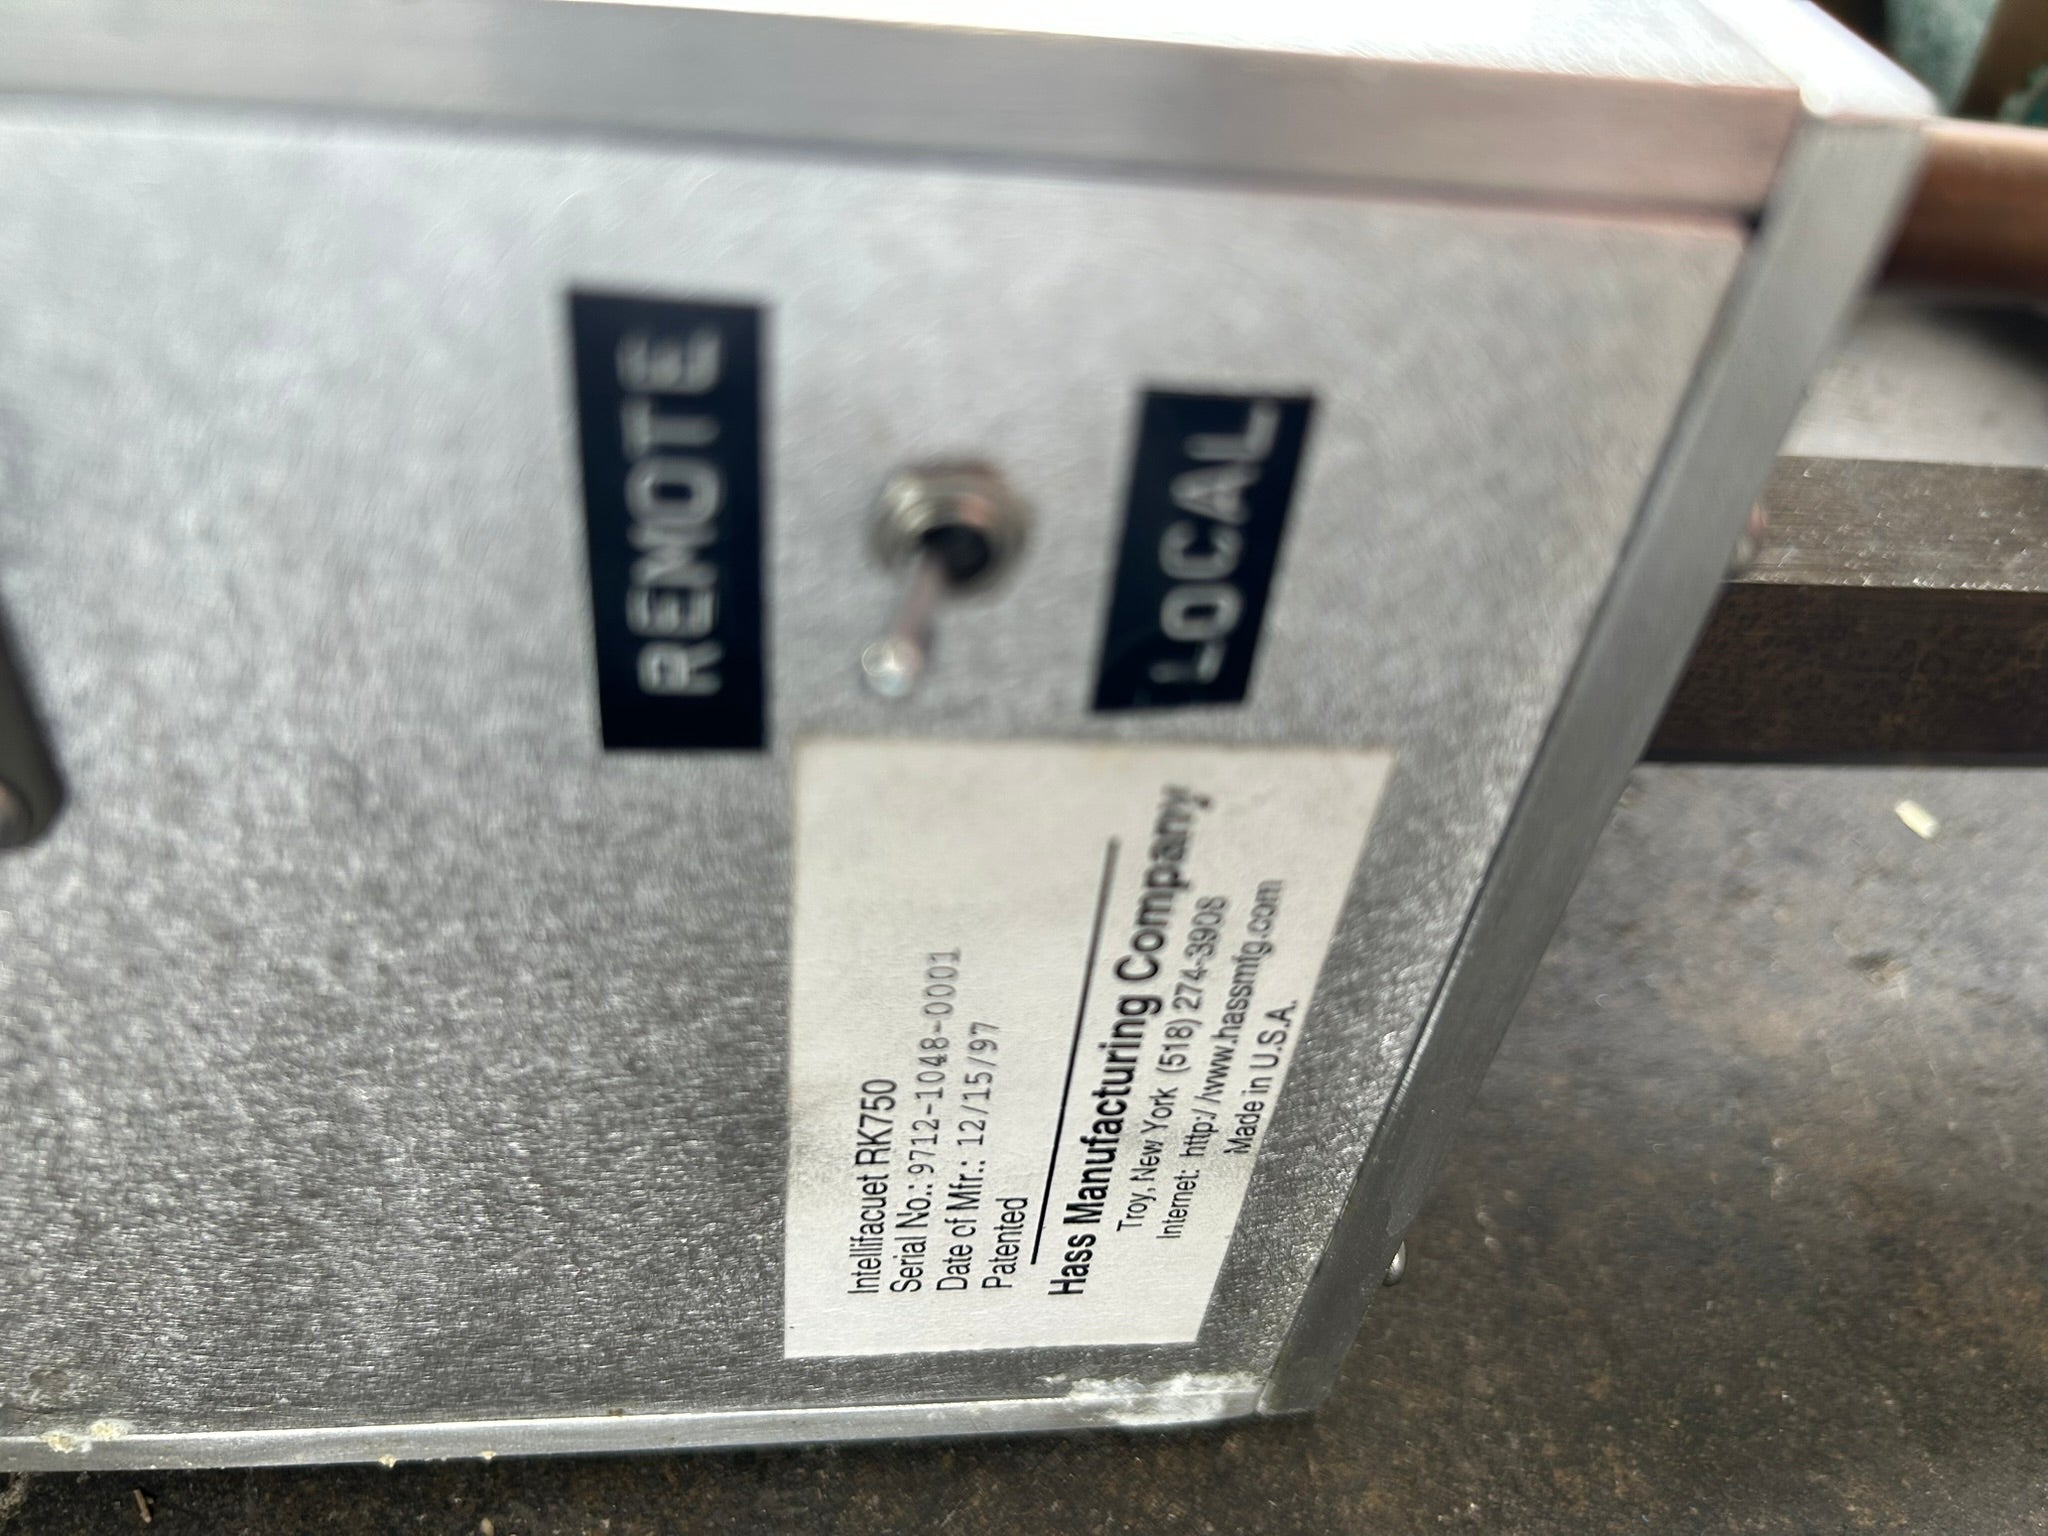 REMOTE
LOCAL
Intellifacuet RK750
Serial No.: 9712-1048-0001
Date of Mfr.: 12/15/97
Patented
Hass Manufacturing Company
Troy, New York (518) 274-3908
Internet: http://www.hassmfg.com
Made in U.S.A.